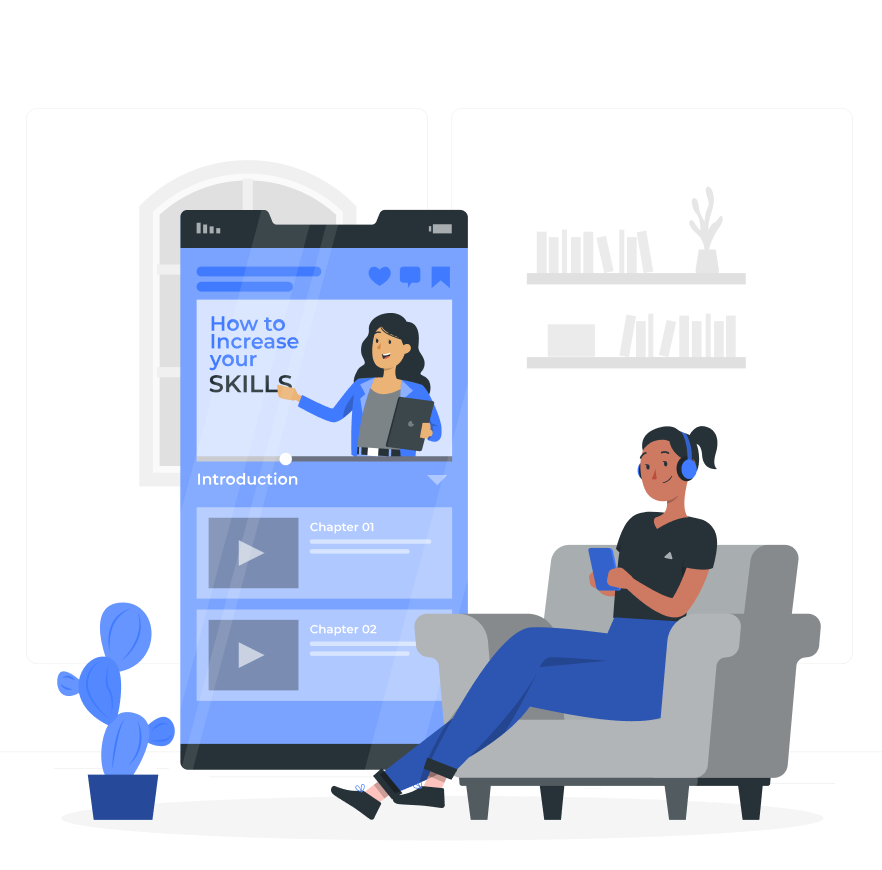 How to
Increase
your
SKILLS
Introduction
Chapter 01
Chapter 02